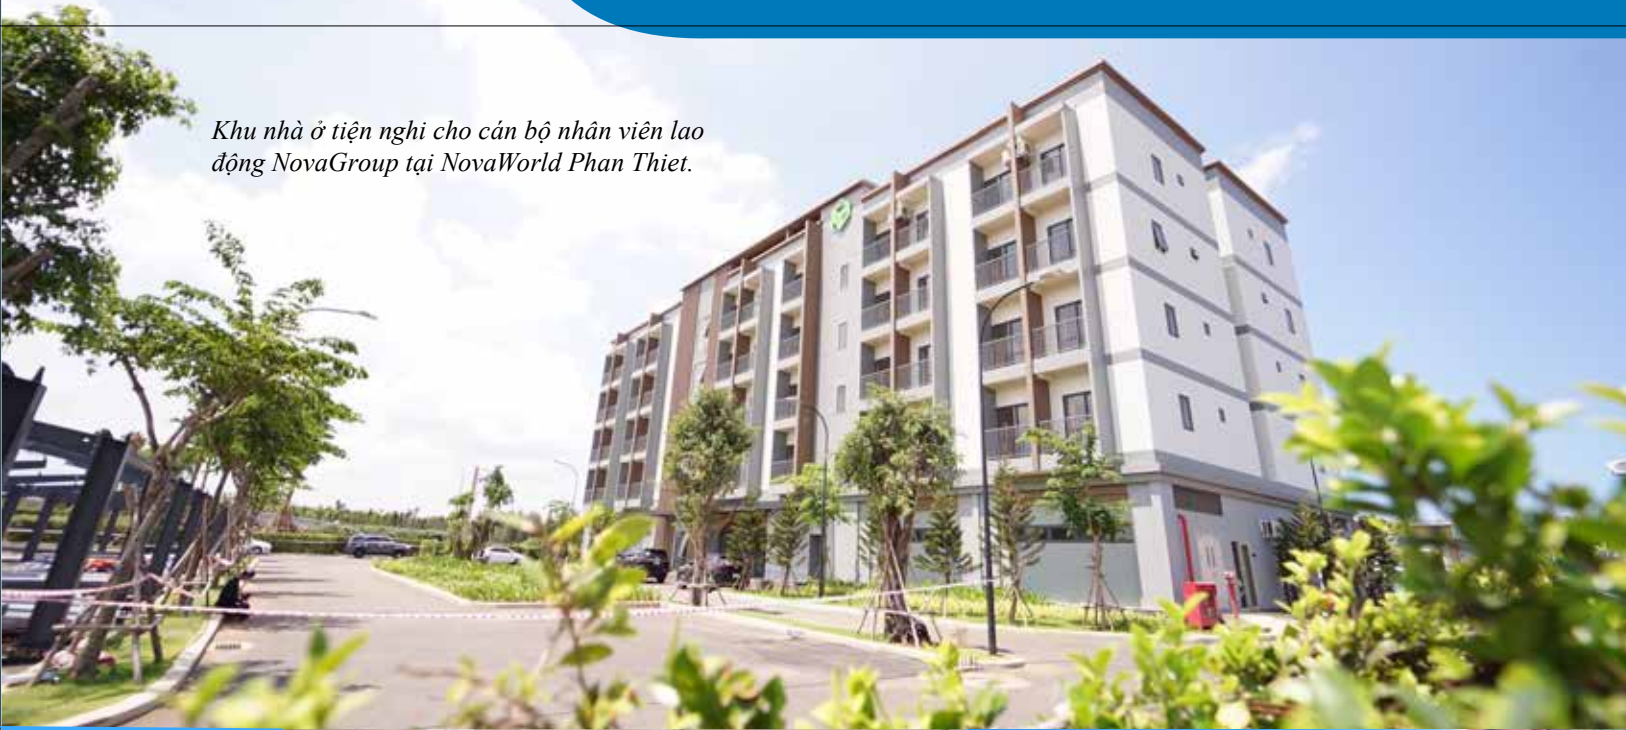 Khu nhà ở tiện nghi cho cán bộ nhân viên lao
động NovaGroup tại NovaWorld Phan Thiet.